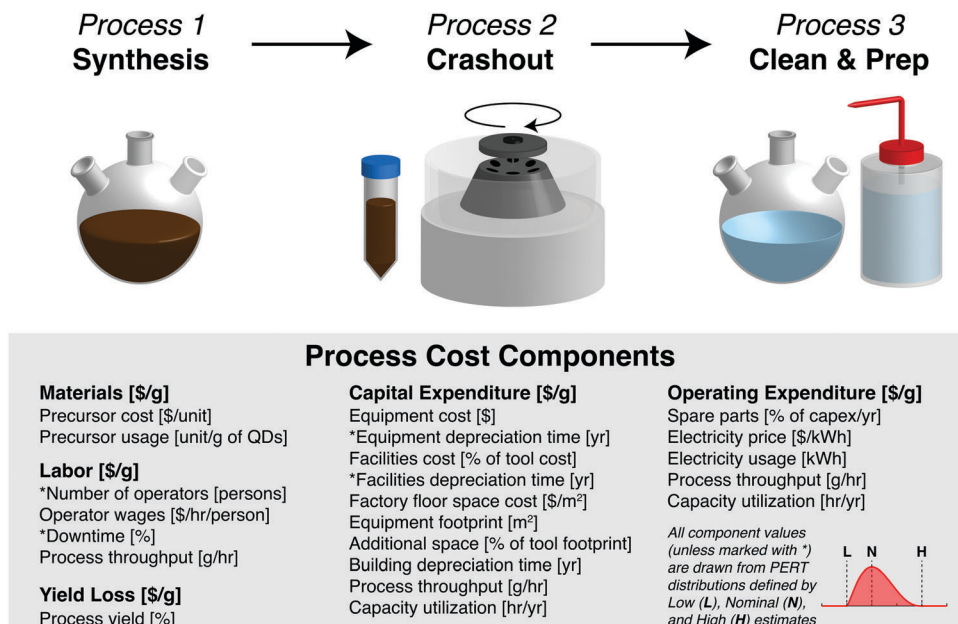 Process 1
Synthesis
Process 2
Crashout
Process 3
Clean & Prep
Process Cost Components
Materials [$/g]
Precursor cost [$/unit]
Precursor usage [unit/g of QDs]
Labor [$/g]
*Number of operators [persons]
Operator wages [$/hr/person]
*Downtime [%]
Process throughput [g/hr]
Yield Loss [$/g]
Process yield [%]
Capital Expenditure [$/g]
Equipment cost [$]
*Equipment depreciation time [yr]
Facilities cost [% of tool cost]
*Facilities depreciation time [yr]
Factory floor space cost [$/m²]
Equipment footprint [m²]
Additional space [% of tool footprint]
Building depreciation time [yr]
Process throughput [g/hr]
Capacity utilization [hr/yr]
Operating Expenditure [$/g]
Spare parts [% of capex/yr]
Electricity price [$/kWh]
Electricity usage [kWh]
Process throughput [g/hr]
Capacity utilization [hr/yr]
All component values
(unless marked with *)
are drawn from PERT
distributions defined by
Low (L), Nominal (N),
and High (H) estimates
L N H